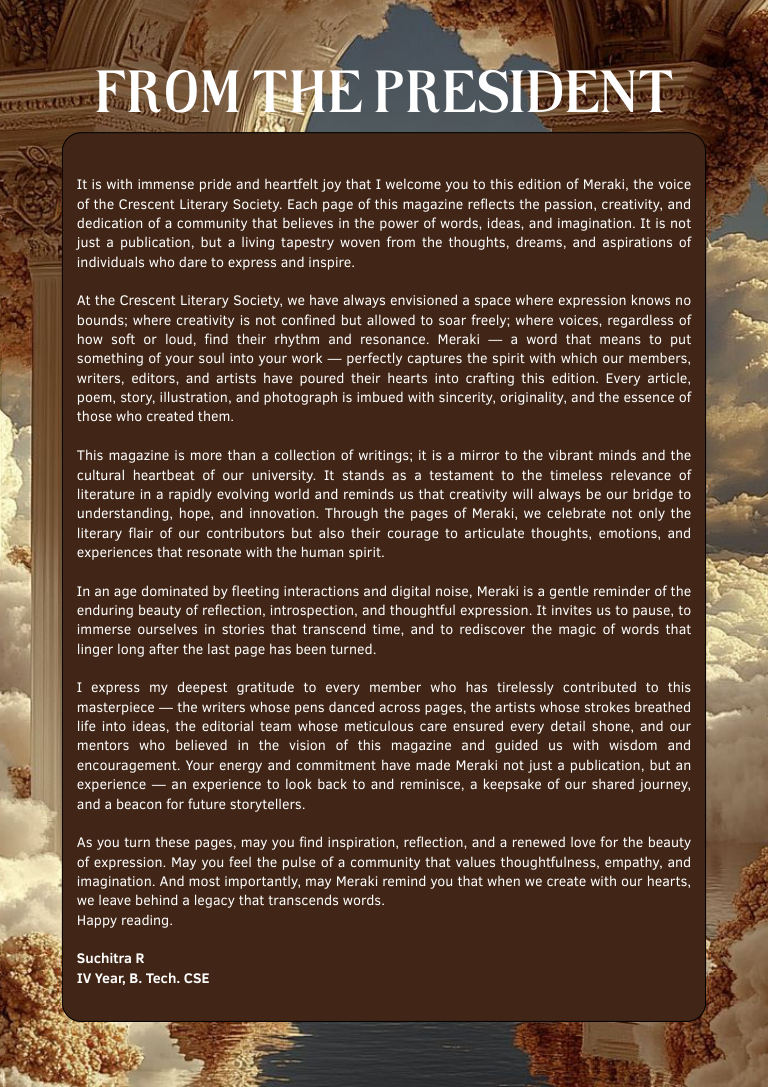 FROM THE PRESIDENT
It is with immense pride and heartfelt joy that I welcome you to this edition of Meraki, the voice
of the Crescent Literary Society. Each page of this magazine reflects the passion, creativity, and
dedication of a community that believes in the power of words, ideas, and imagination. It is not
just a publication, but a living tapestry woven from the thoughts, dreams, and aspirations of
individuals who dare to express and inspire.
At the Crescent Literary Society, we have always envisioned a space where expression knows no
bounds; where creativity is not confined but allowed to soar freely; where voices, regardless of
how soft or loud, find their rhythm and resonance. Meraki — a word that means to put
something of your soul into your work — perfectly captures the spirit with which our members,
writers, editors, and artists have poured their hearts into crafting this edition. Every article,
poem, story, illustration, and photograph is imbued with sincerity, originality, and the essence of
those who created them.
This magazine is more than a collection of writings; it is a mirror to the vibrant minds and the
cultural heartbeat of our university. It stands as a testament to the timeless relevance of
literature in a rapidly evolving world and reminds us that creativity will always be our bridge to
understanding, hope, and innovation. Through the pages of Meraki, we celebrate not only the
literary flair of our contributors but also their courage to articulate thoughts, emotions, and
experiences that resonate with the human spirit.
In an age dominated by fleeting interactions and digital noise, Meraki is a gentle reminder of the
enduring beauty of reflection, introspection, and thoughtful expression. It invites us to pause, to
immerse ourselves in stories that transcend time, and to rediscover the magic of words that
linger long after the last page has been turned.
I express my deepest gratitude to every member who has tirelessly contributed to this
masterpiece — the writers whose pens danced across pages, the artists whose strokes breathed
life into ideas, the editorial team whose meticulous care ensured every detail shone, and our
mentors who believed in the vision of this magazine and guided us with wisdom and
encouragement. Your energy and commitment have made Meraki not just a publication, but an
experience — an experience to look back to and reminisce, a keepsake of our shared journey,
and a beacon for future storytellers.
As you turn these pages, may you find inspiration, reflection, and a renewed love for the beauty
of expression. May you feel the pulse of a community that values thoughtfulness, empathy, and
imagination. And most importantly, may Meraki remind you that when we create with our hearts,
we leave behind a legacy that transcends words.
Happy reading.
Suchitra R
IV Year, B. Tech. CSE